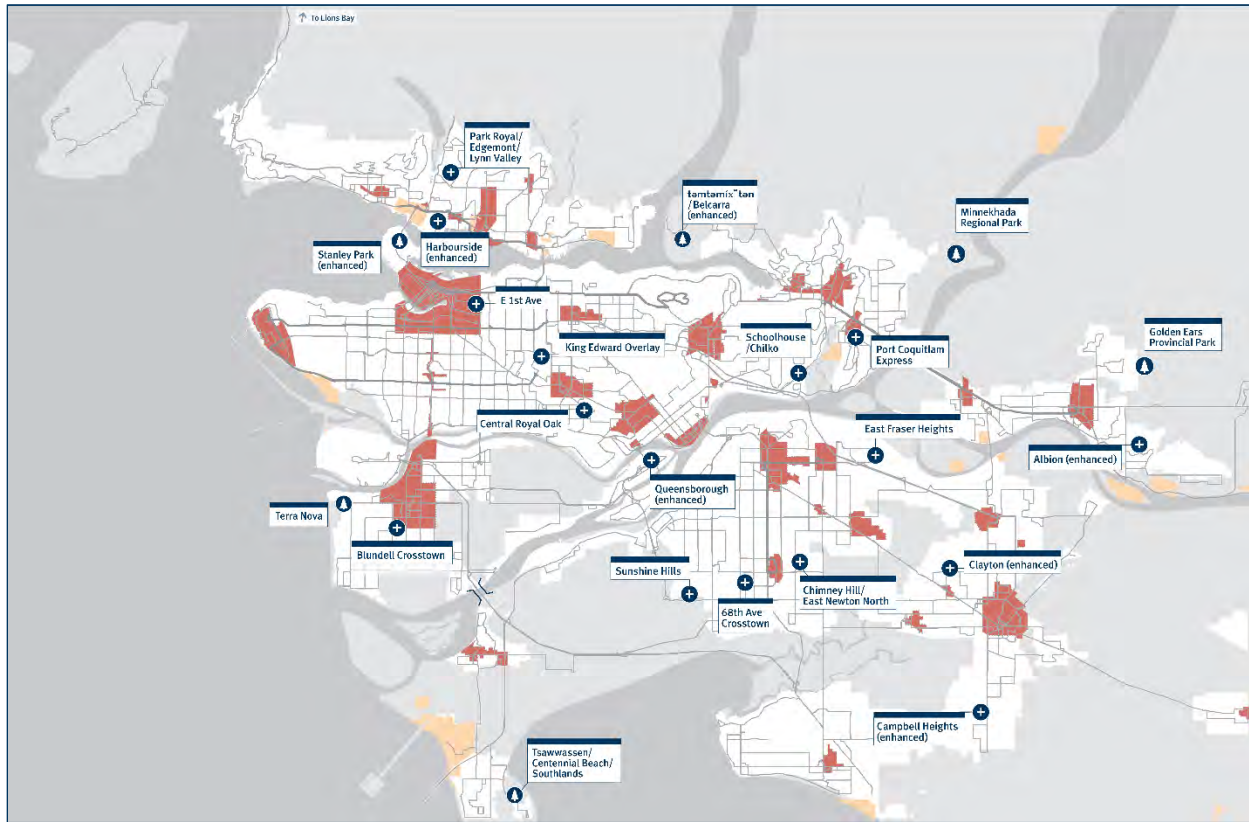 To Lions Bay
Park Royal/
Edgemont/
Lynn Valley
təmtəmíxʷtən
/Belcarra
(enhanced)
Minnekhada
Regional Park
Stanley Park
(enhanced)
Harbourside
(enhanced)
E 1st Ave
King Edward Overlay
Schoolhouse
/Chilko
Port Coquitlam
Express
Golden Ears
Provincial Park
Central Royal Oak
East Fraser Heights
Albion (enhanced)
Queensborough
(enhanced)
Terra Nova
Blundell Crosstown
Sunshine Hills
68th Ave
Crosstown
Chimney Hill/
East Newton North
Clayton (enhanced)
Campbell Heights
(enhanced)
Tsawwassen/
Centennial Beach/
Southlands